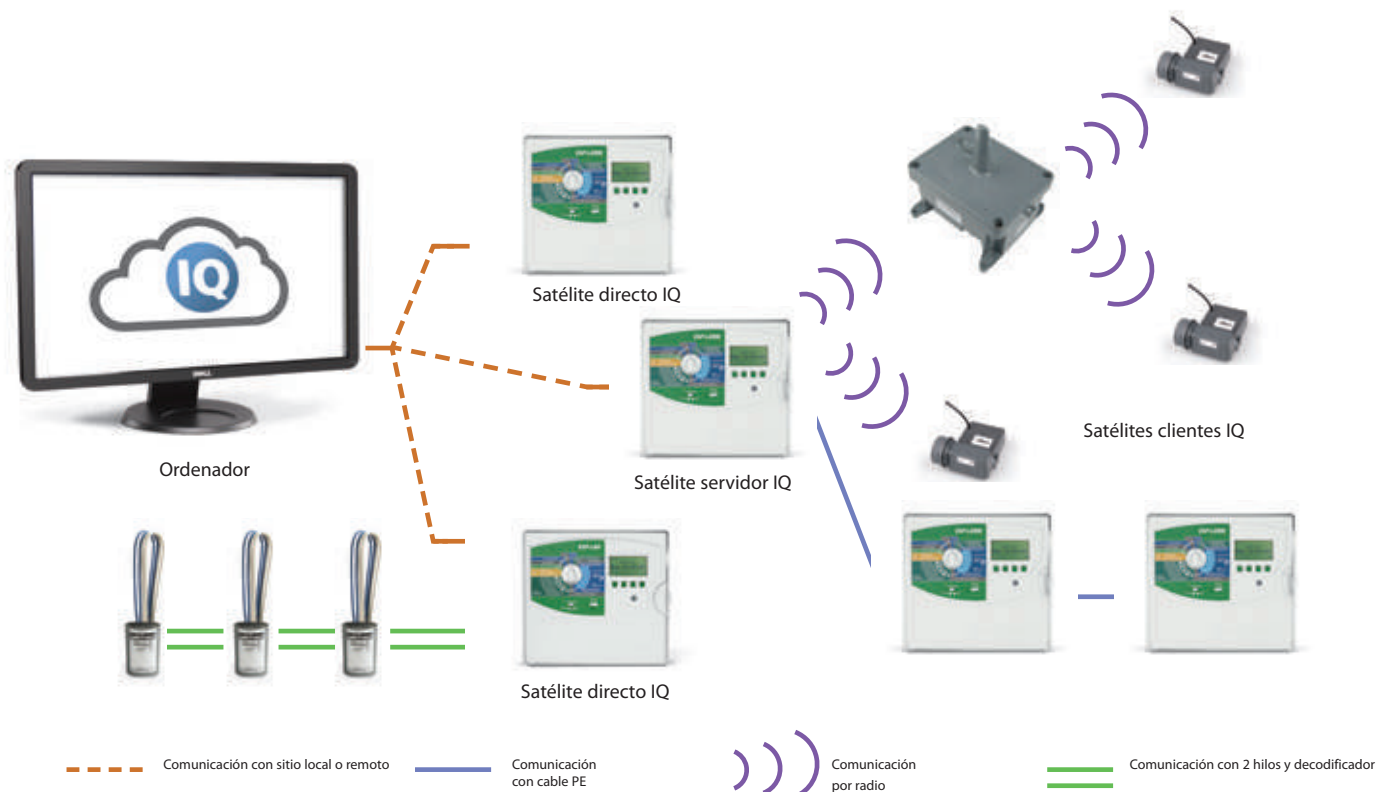 IQ
DELL
Satélite directo IQ
Satélite servidor IQ
Ordenador
Satélites clientes IQ
Satélite directo IQ
Comunicación con sitio local o remoto
Comunicación
con cable PE
Comunicación
por radio
Comunicación con 2 hilos y decodificador